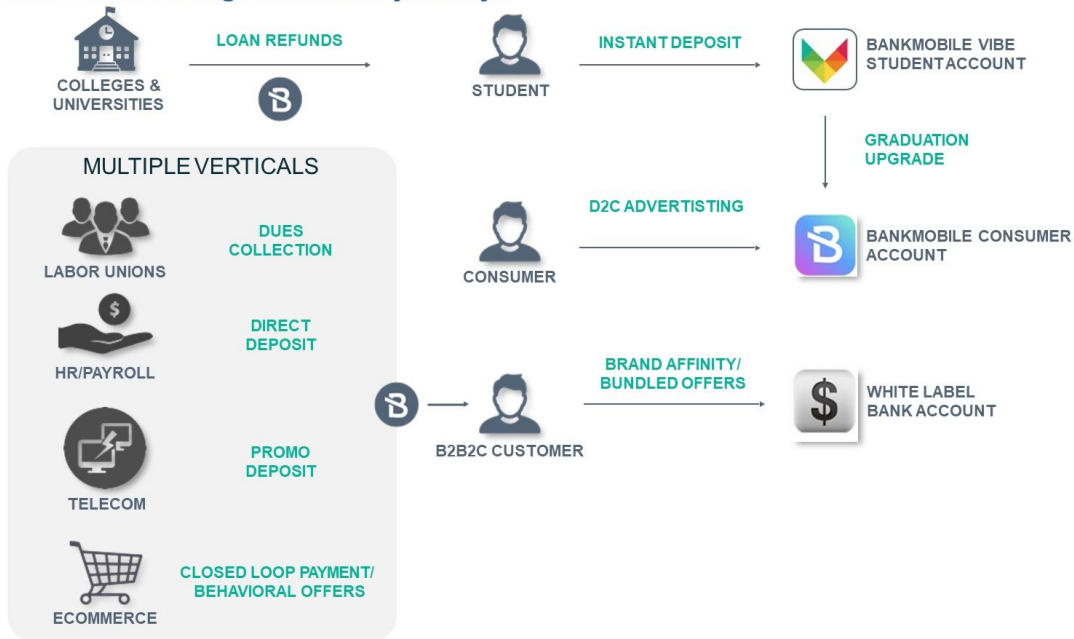 LOAN REFUNDS
INSTANT DEPOSIT
BANKMOBILE VIBE
STUDENT ACCOUNT
COLLEGES &
UNIVERSITIES
STUDENT
GRADUATION
UPGRADE
MULTIPLE VERTICALS
LABOR UNIONS
DUES
COLLECTION
HR/PAYROLL
DIRECT
DEPOSIT
TELECOM
PROMO
DEPOSIT
ECOMMERCE
CLOSED LOOP PAYMENT/
BEHAVIORAL OFFERS
CONSUMER
D2C ADVERTISTING
BANKMOBILE CONSUMER
ACCOUNT
B
B2B2C CUSTOMER
BRAND AFFINITY/
BUNDLED OFFERS
$
WHITE LABEL
BANK ACCOUNT